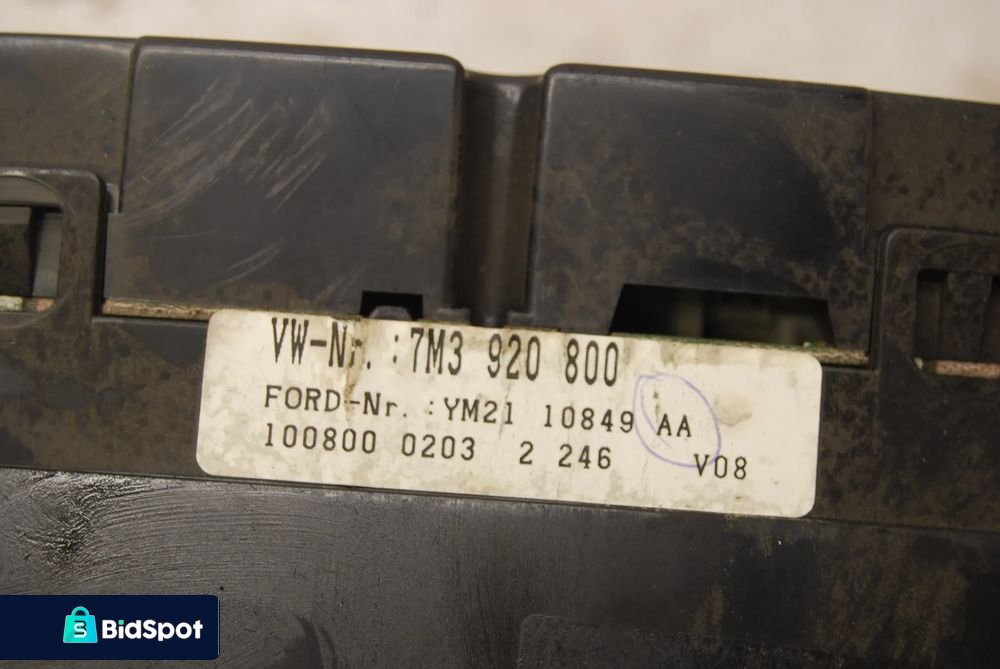 VW-Nr. : 7M3 920 800
FORD-Nr. : YM21 10849 AA
100800 0203 2 246 V08
BidSpot